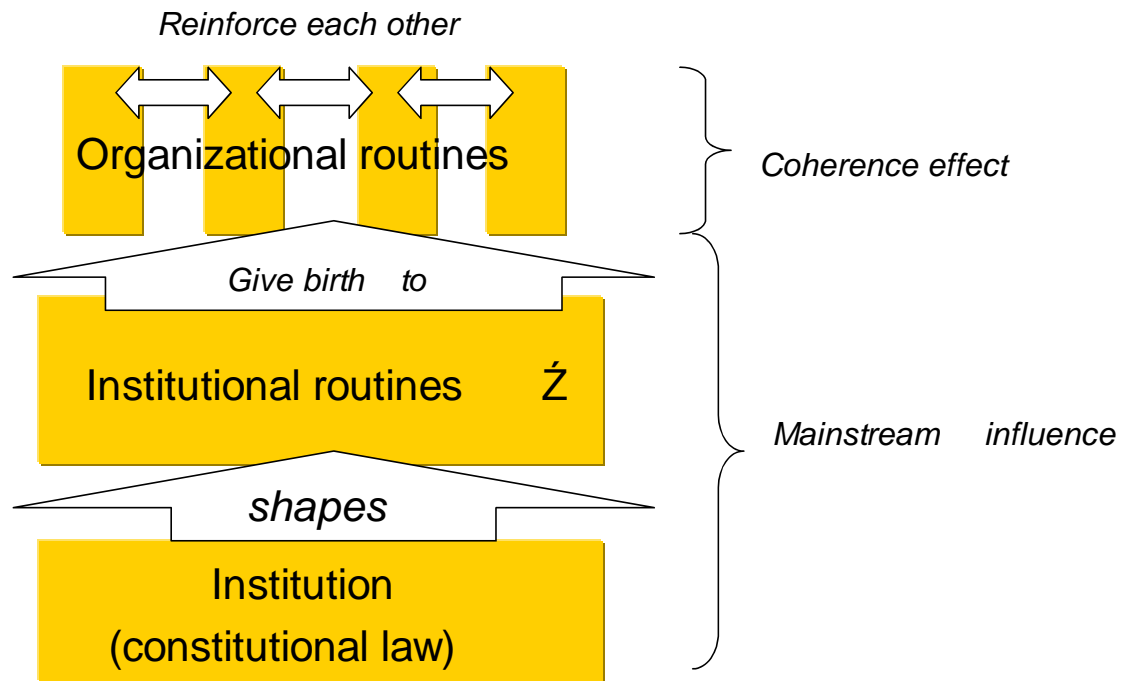 Reinforce each other
Organizational routines
Coherence effect
Give birth to
Institutional routines Ź
Mainstream influence
shapes
Institution
(constitutional law)